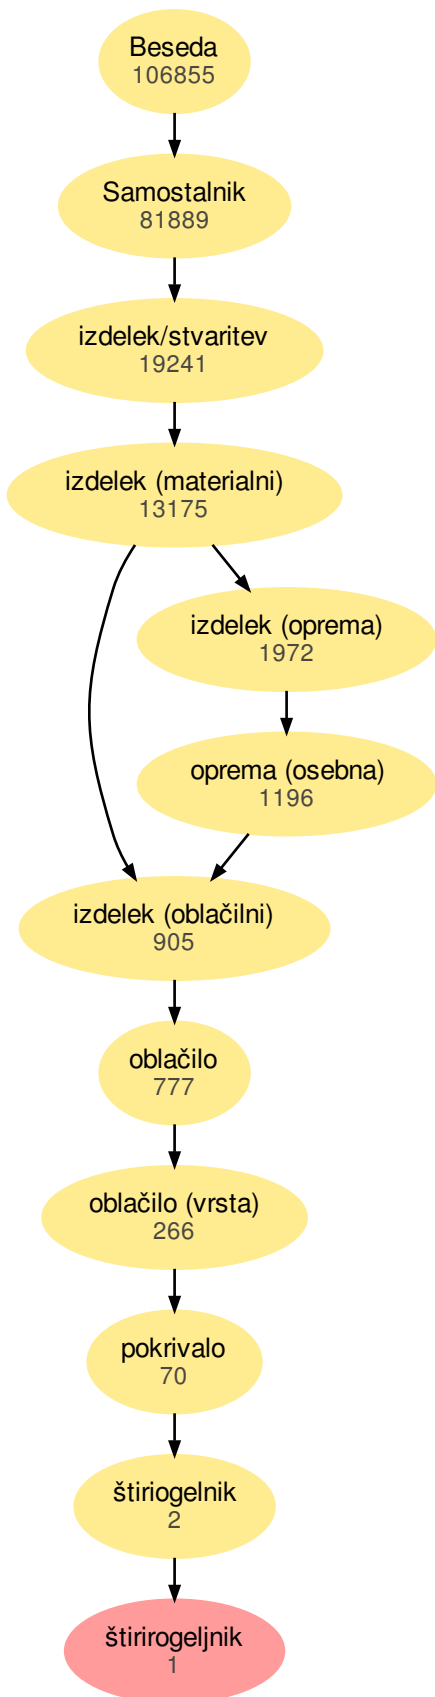 Beseda
106855
Samostalnik
81889
izdelek/stvaritev
19241
izdelek (materialni)
13175
izdelek (oprema)
1972
oprema (osebna)
1196
izdelek (oblačilni)
905
oblačilo
777
oblačilo (vrsta)
266
pokrivalo
70
štiriogelnik
2
štirirogeljnik
1